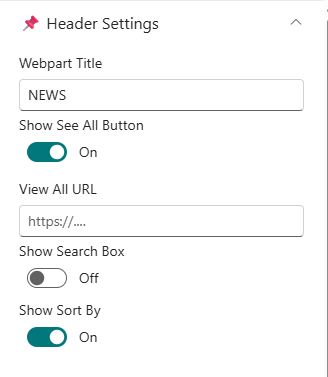 Header Settings
Webpart Title
NEWS
Show See All Button
On
View All URL
https://....
Show Search Box
Off
Show Sort By
On